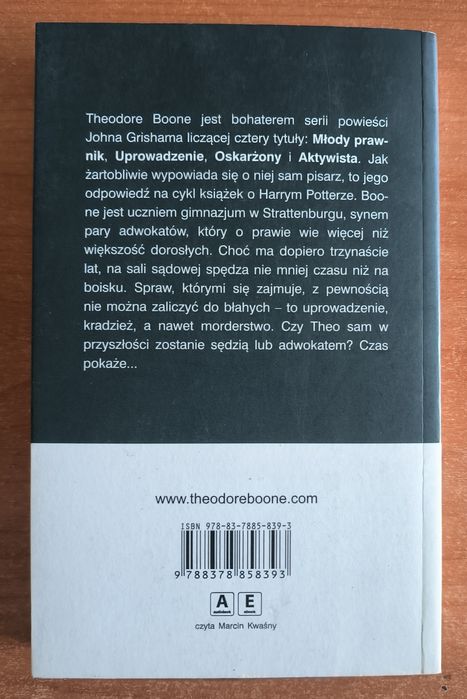 Theodore Boone jest bohaterem serii powieści
Johna Grishama liczącej cztery tytuły: Młody praw-
nik, Uprowadzenie, Oskarżony i Aktywista. Jak
żartobliwie wypowiada się o niej sam pisarz, to jego
odpowiedź na cykl książek o Harrym Potterze. Boo-
ne jest uczniem gimnazjum w Strattenburgu, synem
pary adwokatów, który o prawie wie więcej niż
większość dorosłych. Choć ma dopiero trzynaście
lat, na sali sądowej spędza nie mniej czasu niż na
boisku. Spraw, którymi się zajmuje, z pewnością
nie można zaliczyć do błahych – to uprowadzenie,
kradzież, a nawet morderstwo. Czy Theo sam w
przyszłości zostanie sędzią lub adwokatem? Czas
pokaże...
www.theodoreboone.com
ISBN 978-83-7885-839-3
9 788378 858393
A E
audiobook ebook
czyta Marcin Kwaśny